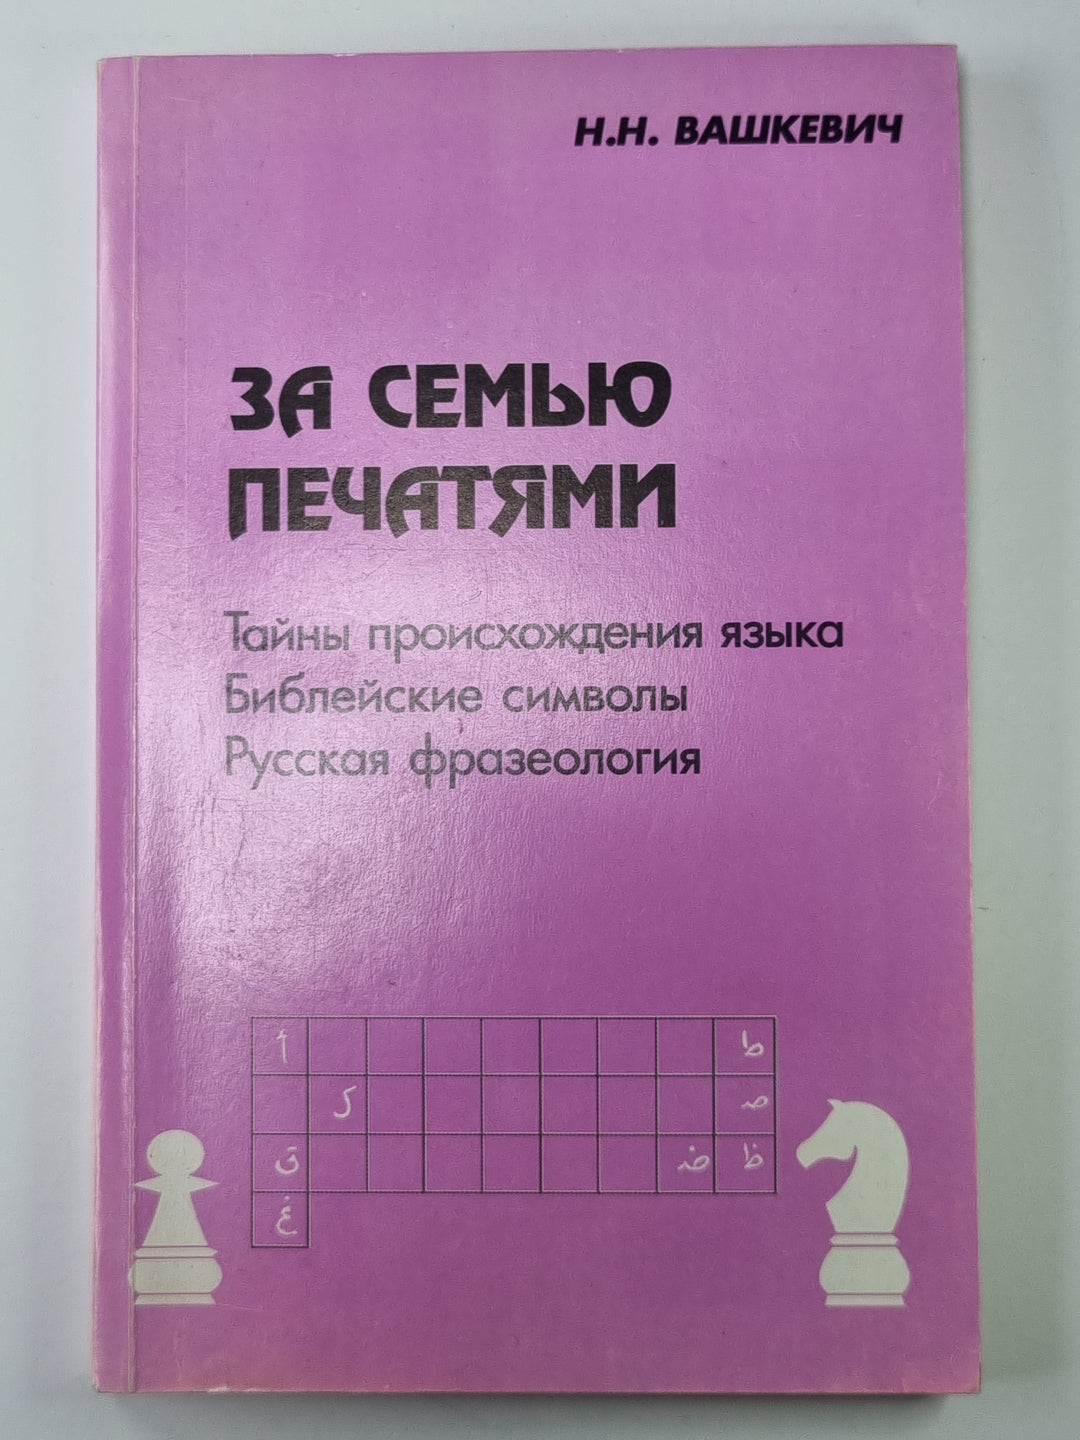 Н.Н. ВАШКЕВИЧ
ЗА СЕМЬЮ
ПЕЧАТЯМИ
Тайны происхождения языка
Библейские символы
Русская фразеология
أ ط
ک ص
ق ض ظ
غ